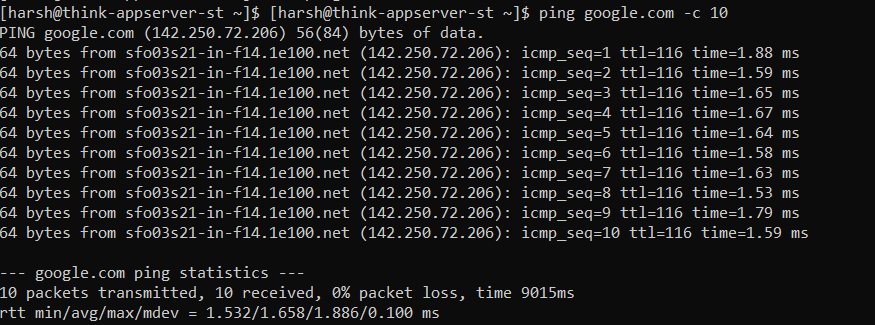 [harsh@think-appserver-st ~]$ [harsh@think-appserver-st ~]$ ping google.com -c 10
PING google.com (142.250.72.206) 56(84) bytes of data.
64 bytes from sfo03s21-in-f14.1e100.net (142.250.72.206): icmp_seq=1 ttl=116 time=1.88 ms
64 bytes from sfo03s21-in-f14.1e100.net (142.250.72.206): icmp_seq=2 ttl=116 time=1.59 ms
64 bytes from sfo03s21-in-f14.1e100.net (142.250.72.206): icmp_seq=3 ttl=116 time=1.65 ms
64 bytes from sfo03s21-in-f14.1e100.net (142.250.72.206): icmp_seq=4 ttl=116 time=1.67 ms
64 bytes from sfo03s21-in-f14.1e100.net (142.250.72.206): icmp_seq=5 ttl=116 time=1.64 ms
64 bytes from sfo03s21-in-f14.1e100.net (142.250.72.206): icmp_seq=6 ttl=116 time=1.58 ms
64 bytes from sfo03s21-in-f14.1e100.net (142.250.72.206): icmp_seq=7 ttl=116 time=1.63 ms
64 bytes from sfo03s21-in-f14.1e100.net (142.250.72.206): icmp_seq=8 ttl=116 time=1.53 ms
64 bytes from sfo03s21-in-f14.1e100.net (142.250.72.206): icmp_seq=9 ttl=116 time=1.79 ms
64 bytes from sfo03s21-in-f14.1e100.net (142.250.72.206): icmp_seq=10 ttl=116 time=1.59 ms
--- google.com ping statistics ---
10 packets transmitted, 10 received, 0% packet loss, time 9015ms
rtt min/avg/max/mdev = 1.532/1.658/1.886/0.100 ms